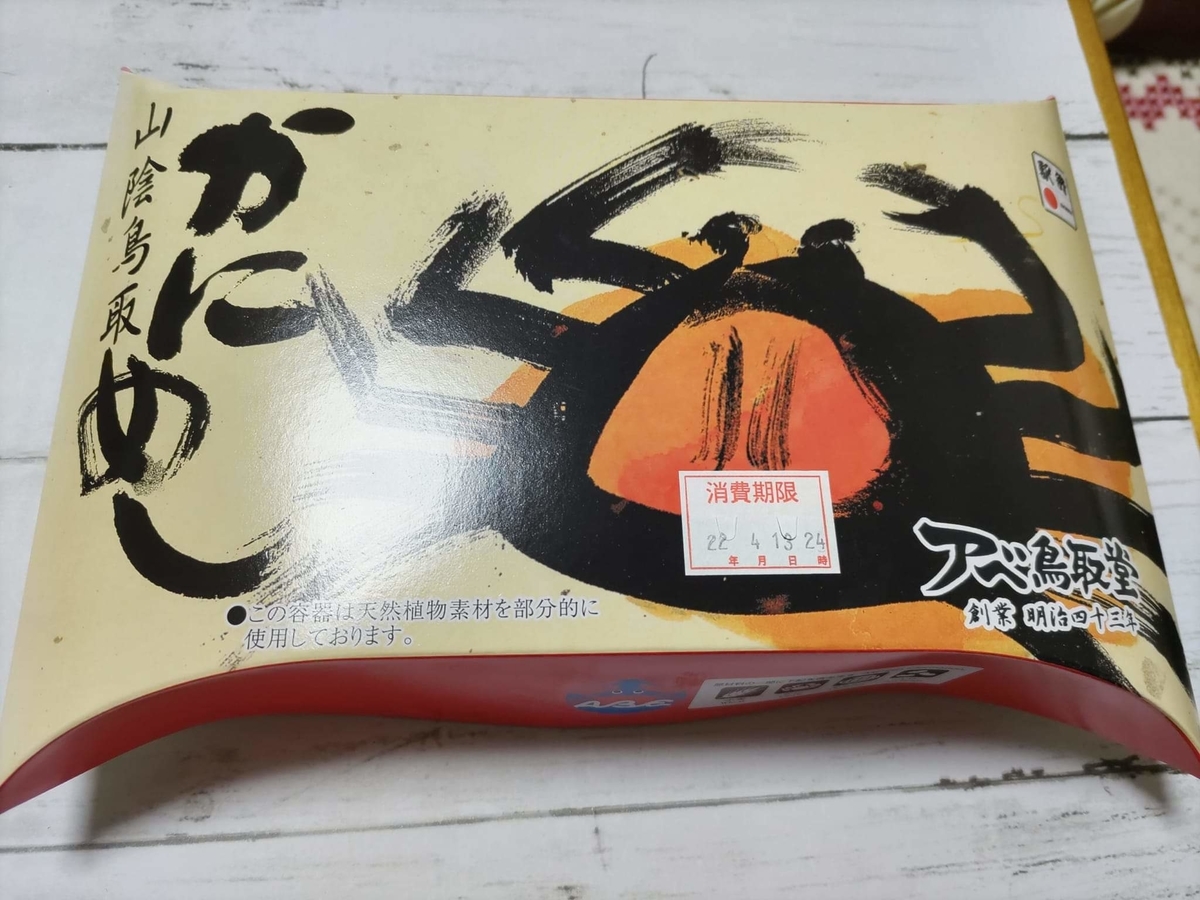 山陰鳥取
かにめし
駅弁
消費期限
22 4 13 24
年 月 日 時
アベ鳥取堂
創業 明治四十三年
●この容器は天然植物素材を部分的に
使用しております。